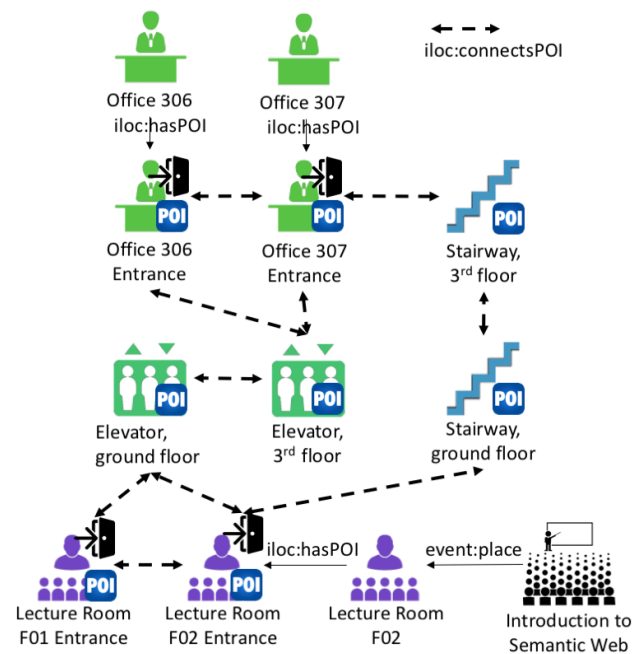 iloc:connectsPOI
Office 306
iloc:hasPOI
Office 307
iloc:hasPOI
POI
POI
POI
Office 306
Entrance
Office 307
Entrance
Stairway,
3rd floor
POI
POI
POI
Elevator,
ground floor
Elevator,
3rd floor
Stairway,
ground floor
iloc:hasPOI
event:place
POI
POI
Lecture Room
F01 Entrance
Lecture Room
F02 Entrance
Lecture Room
F02
Introduction to
Semantic Web